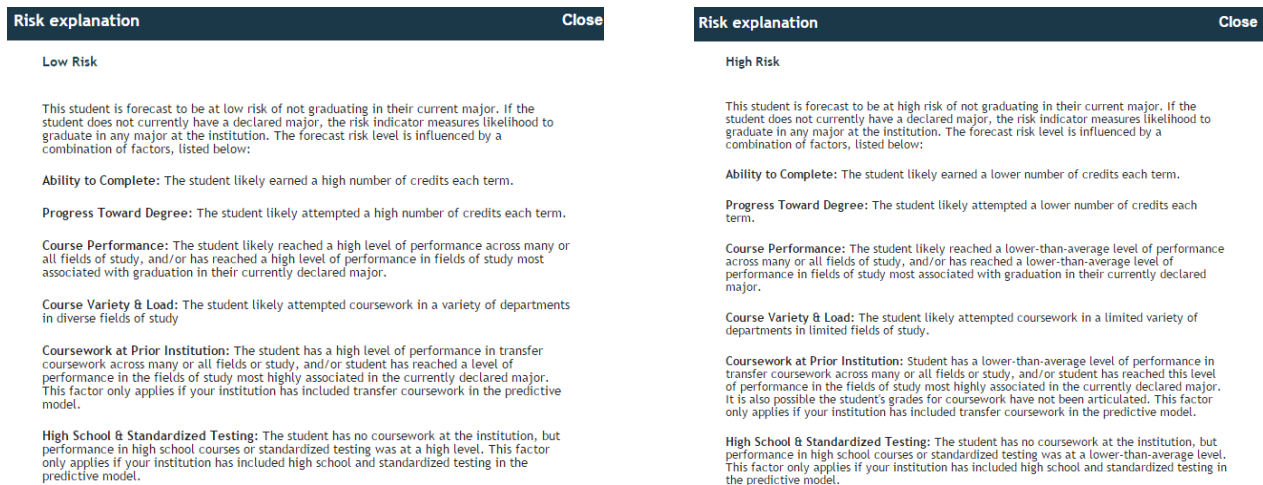 Risk explanation
Close
Low Risk
This student is forecast to be at low risk of not graduating in their current major. If the
student does not currently have a declared major, the risk indicator measures likelihood to
graduate in any major at the institution. The forecast risk level is influenced by a
combination of factors, listed below:
Ability to Complete: The student likely earned a high number of credits each term.
Progress Toward Degree: The student likely attempted a high number of credits each term.
Course Performance: The student likely reached a high level of performance across many or
all fields of study, and/or has reached a high level of performance in fields of study most
associated with graduation in their currently declared major.
Course Variety & Load: The student likely attempted coursework in a variety of departments
in diverse fields of study
Coursework at Prior Institution: The student has a high level of performance in transfer
coursework across many or all fields or study, and/or student has reached a level of
performance in the fields of study most highly associated in the currently declared major.
This factor only applies if your institution has included transfer coursework in the predictive
model.
High School & Standardized Testing: The student has no coursework at the institution, but
performance in high school courses or standardized testing was at a high level. This factor
only applies if your institution has included high school and standardized testing in the
predictive model.
Risk explanation
Close
High Risk
This student is forecast to be at high risk of not graduating in their current major. If the
student does not currently have a declared major, the risk indicator measures likelihood to
graduate in any major at the institution. The forecast risk level is influenced by a
combination of factors, listed below:
Ability to Complete: The student likely earned a lower number of credits each term.
Progress Toward Degree: The student likely attempted a lower number of credits each
term.
Course Performance: The student likely reached a lower-than-average level of performance
across many or all fields of study, and/or has reached a lower-than-average level of
performance in fields of study most associated with graduation in their currently declared
major.
Course Variety & Load: The student likely attempted coursework in a limited variety of
departments in limited fields of study.
Coursework at Prior Institution: Student has a lower-than-average level of performance in
transfer coursework across many or all fields or study, and/or student has reached this level
of performance in the fields of study most highly associated in the currently declared major.
It is also possible the student's grades for coursework have not been articulated. This factor
only applies if your institution has included transfer coursework in the predictive model.
High School & Standardized Testing: The student has no coursework at the institution, but
performance in high school courses or standardized testing was at a lower-than-average level.
This factor only applies if your institution has included high school and standardized testing in
the predictive model.